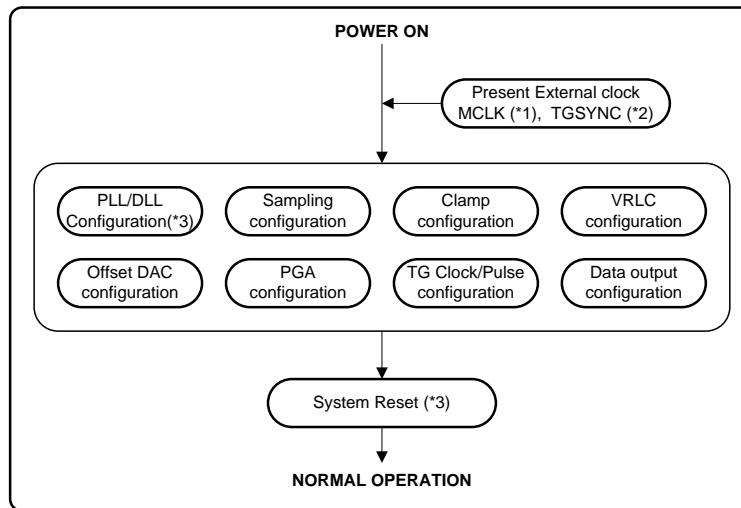 POWER ON
Present External clock
MCLK (*1),  TGSYNC (*2)
PLL/DLL
Configuration(*3)
Sampling
configuration
Clamp
configuration
VRLC
configuration
Offset DAC
configuration
PGA
configuration
TG Clock/Pulse
configuration
Data output
configuration
System Reset (*3)
NORMAL OPERATION